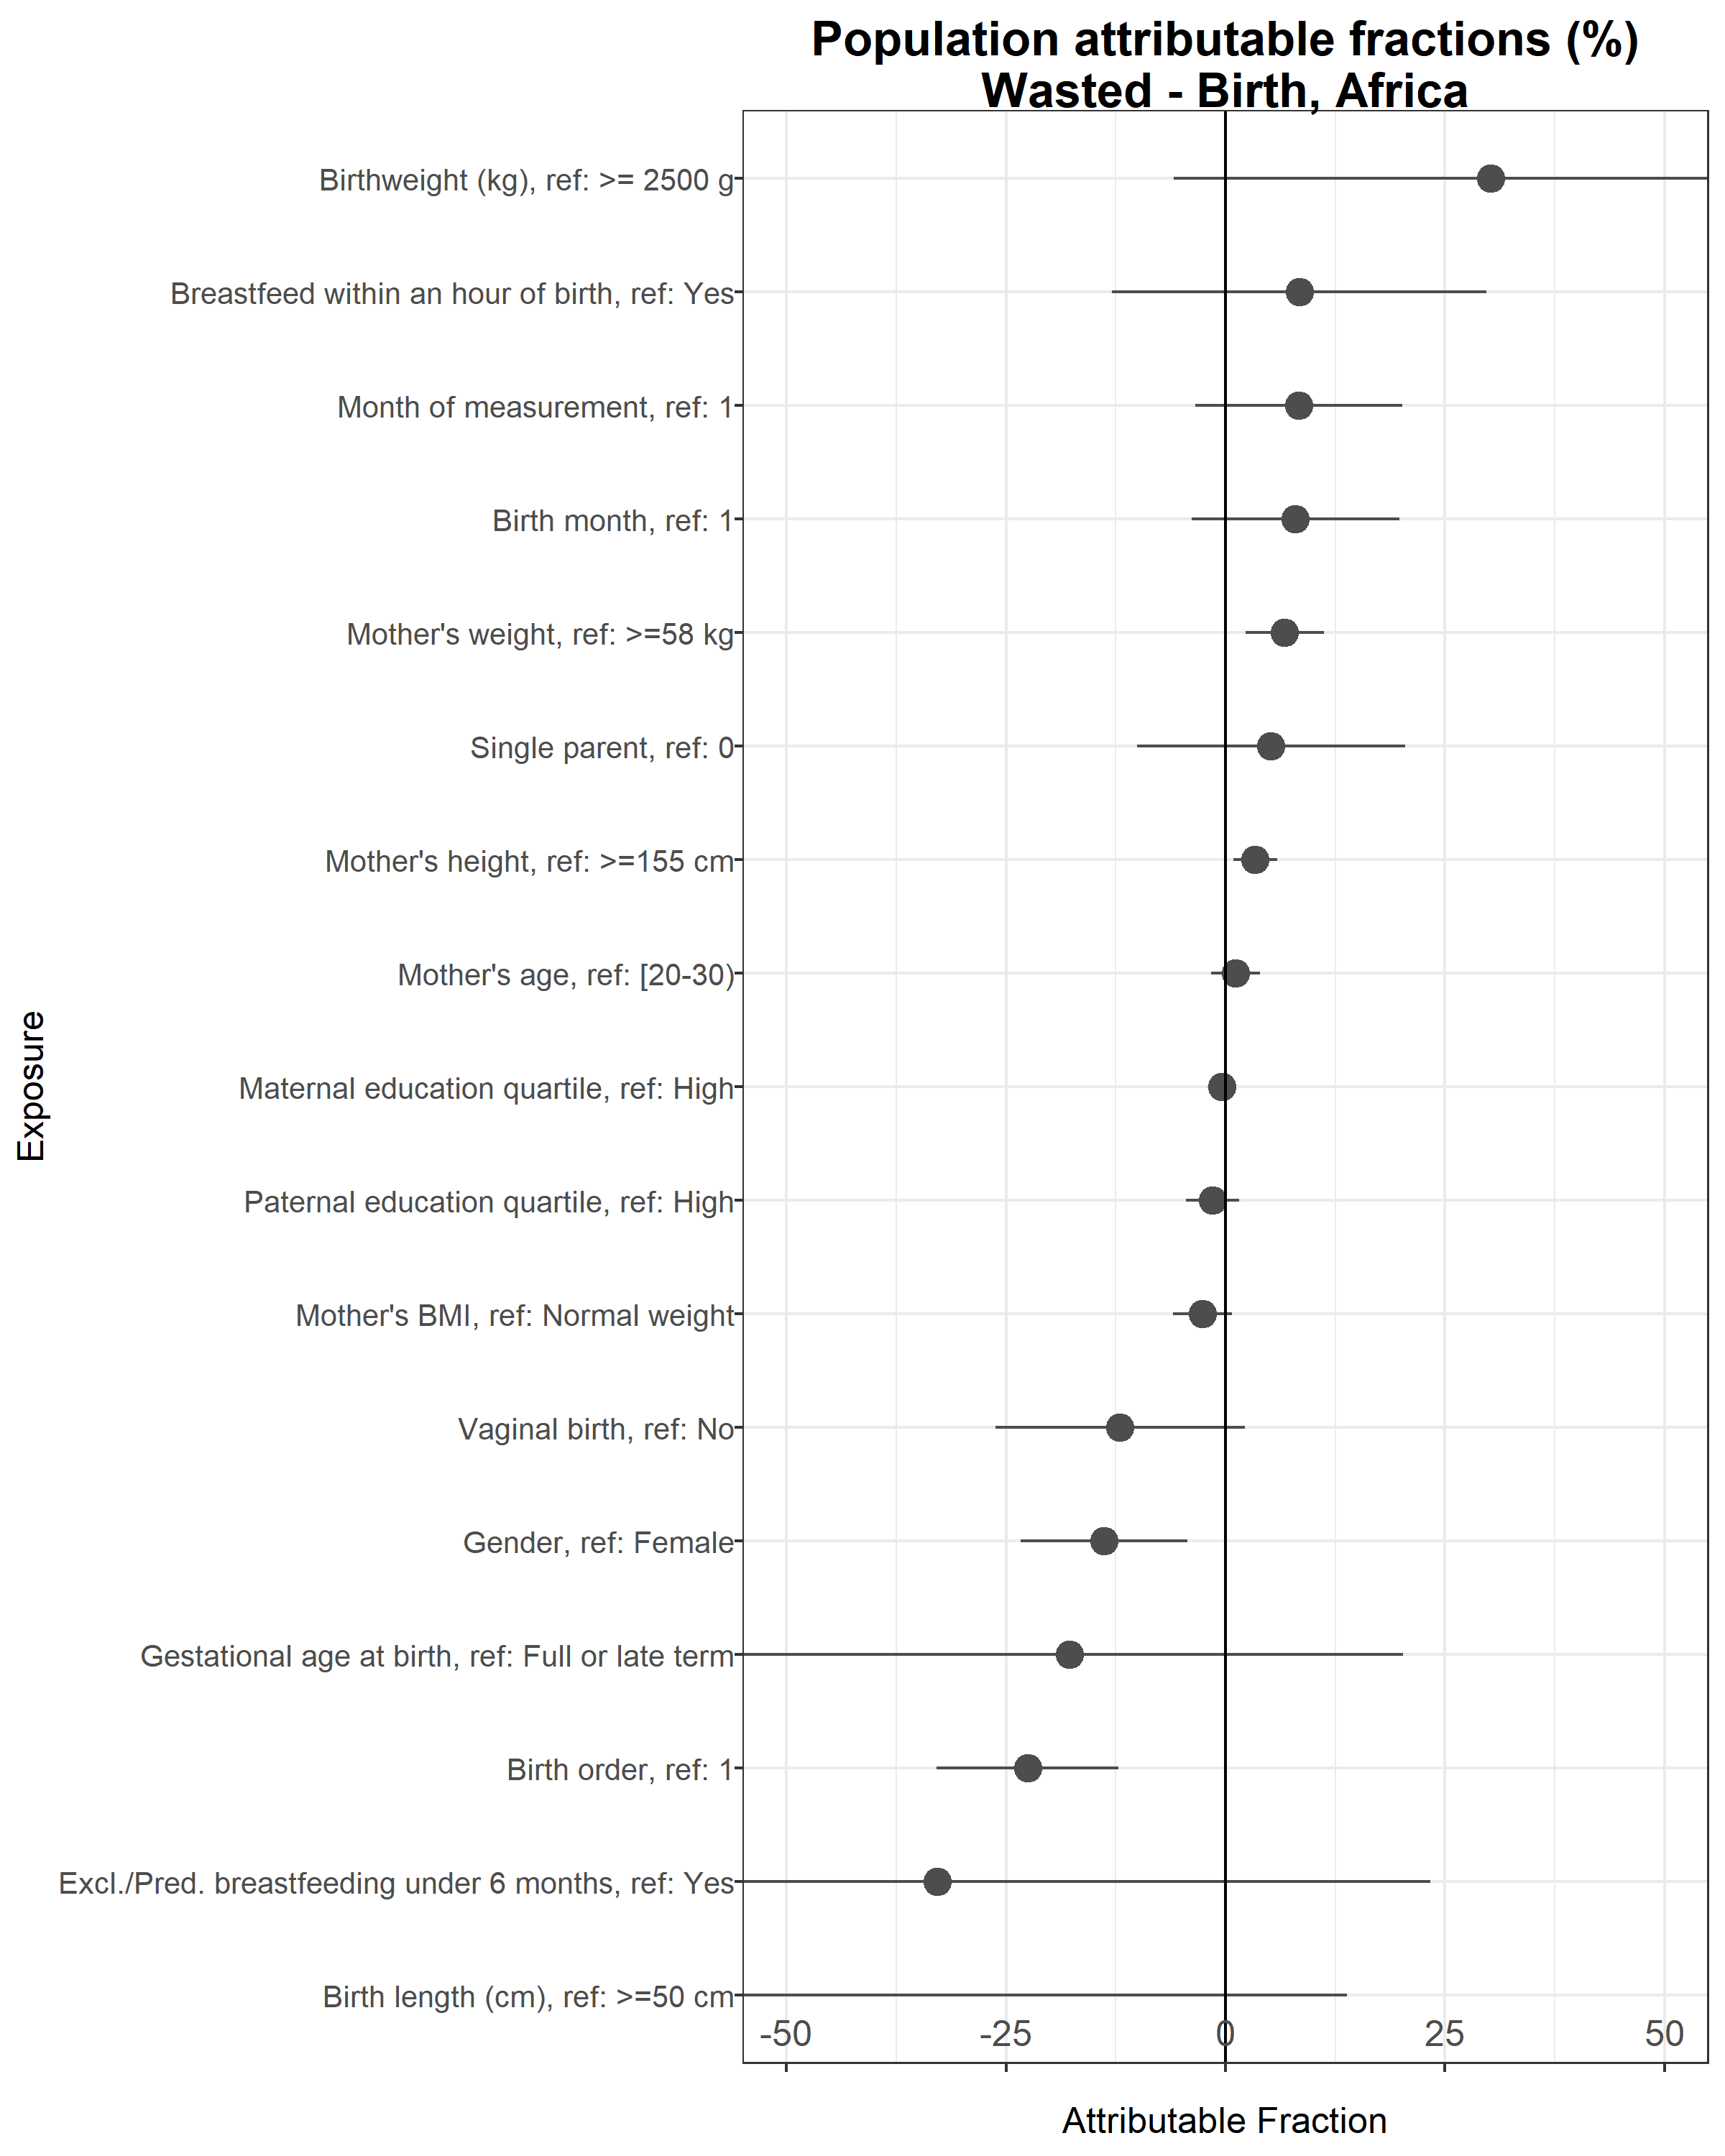 Population attributable fractions (%)
Wasted - Birth, Africa
Birthweight (kg), ref: >= 2500 g
Breastfeed within an hour of birth, ref: Yes
Month of measurement, ref: 1
Birth month, ref: 1
Mother's weight, ref: >=58 kg
Single parent, ref: 0
Mother's height, ref: >=155 cm
Mother's age, ref: [20-30)
Maternal education quartile, ref: High
Paternal education quartile, ref: High
Mother's BMI, ref: Normal weight
Vaginal birth, ref: No
Gender, ref: Female
Gestational age at birth, ref: Full or late term
Birth order, ref: 1
Excl./Pred. breastfeeding under 6 months, ref: Yes
Birth length (cm), ref: >=50 cm
Exposure
-50 -25 0 25 50
Attributable Fraction